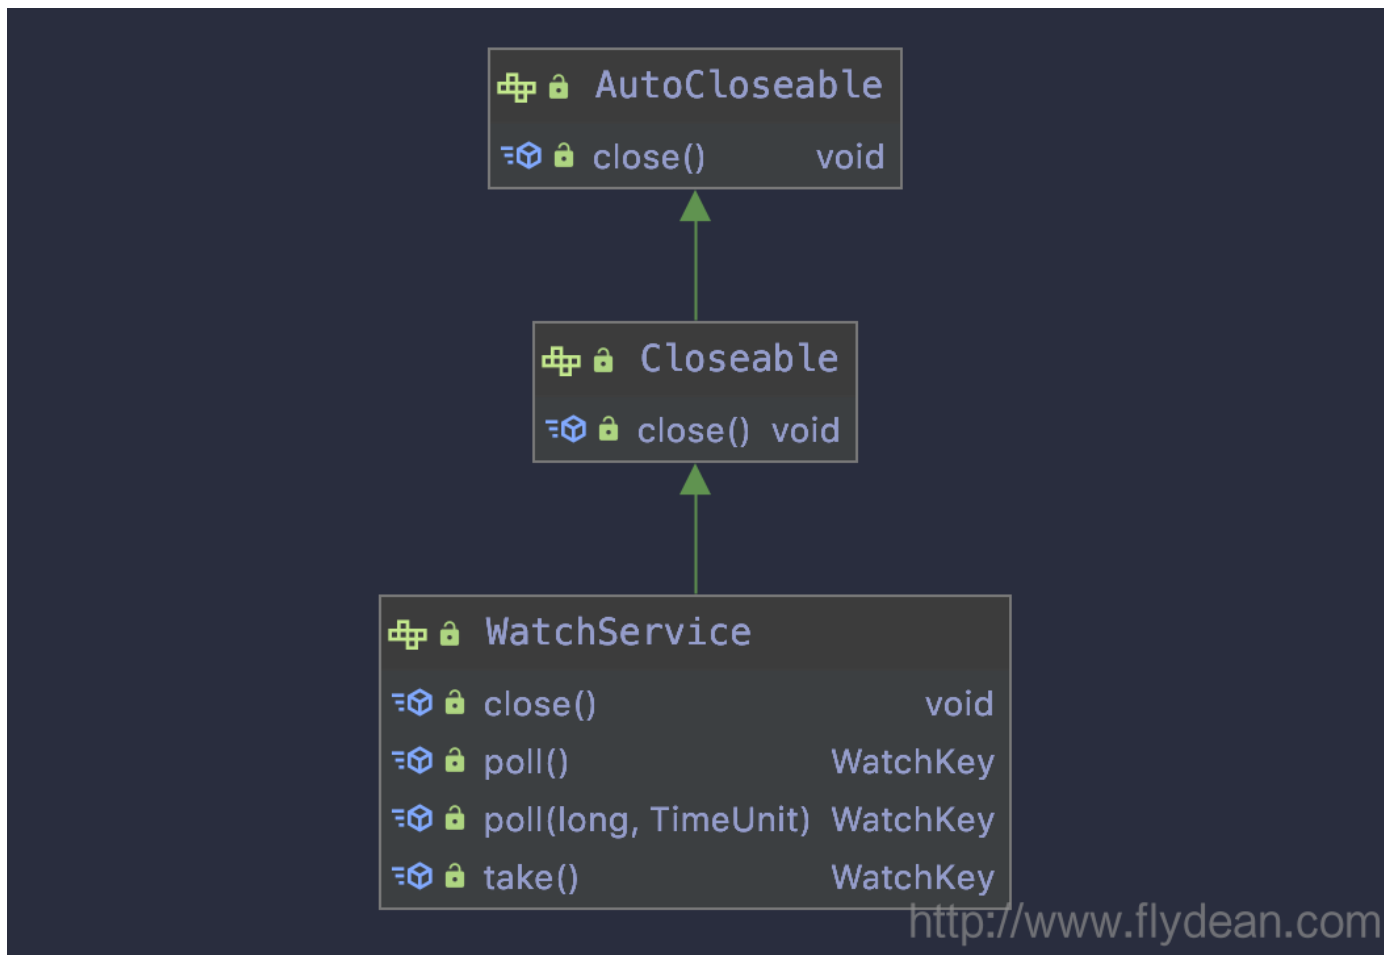 AutoCloseable
close() void
Closeable
close() void
WatchService
close() void
poll() WatchKey
poll(long, TimeUnit) WatchKey
take() WatchKey
http://www.flydean.com